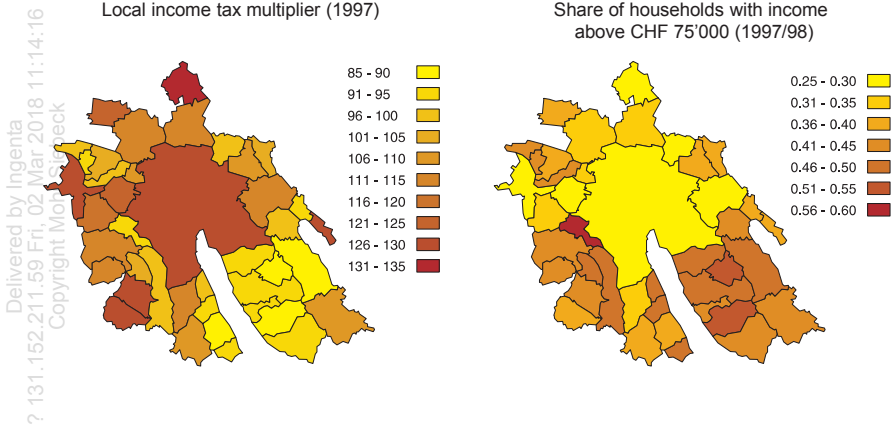 Local income tax multiplier (1997)
85 - 90
91 - 95
96 - 100
101 - 105
106 - 110
111 - 115
116 - 120
121 - 125
126 - 130
131 - 135
Share of households with income
above CHF 75'000 (1997/98)
0.25 - 0.30
0.31 - 0.35
0.36 - 0.40
0.41 - 0.45
0.46 - 0.50
0.51 - 0.55
0.56 - 0.60
Delivered by Ingenta
? 131.152.211.59 Fri, 02 Mar 2018 11:14:16
Copyright Mohr Siebeck